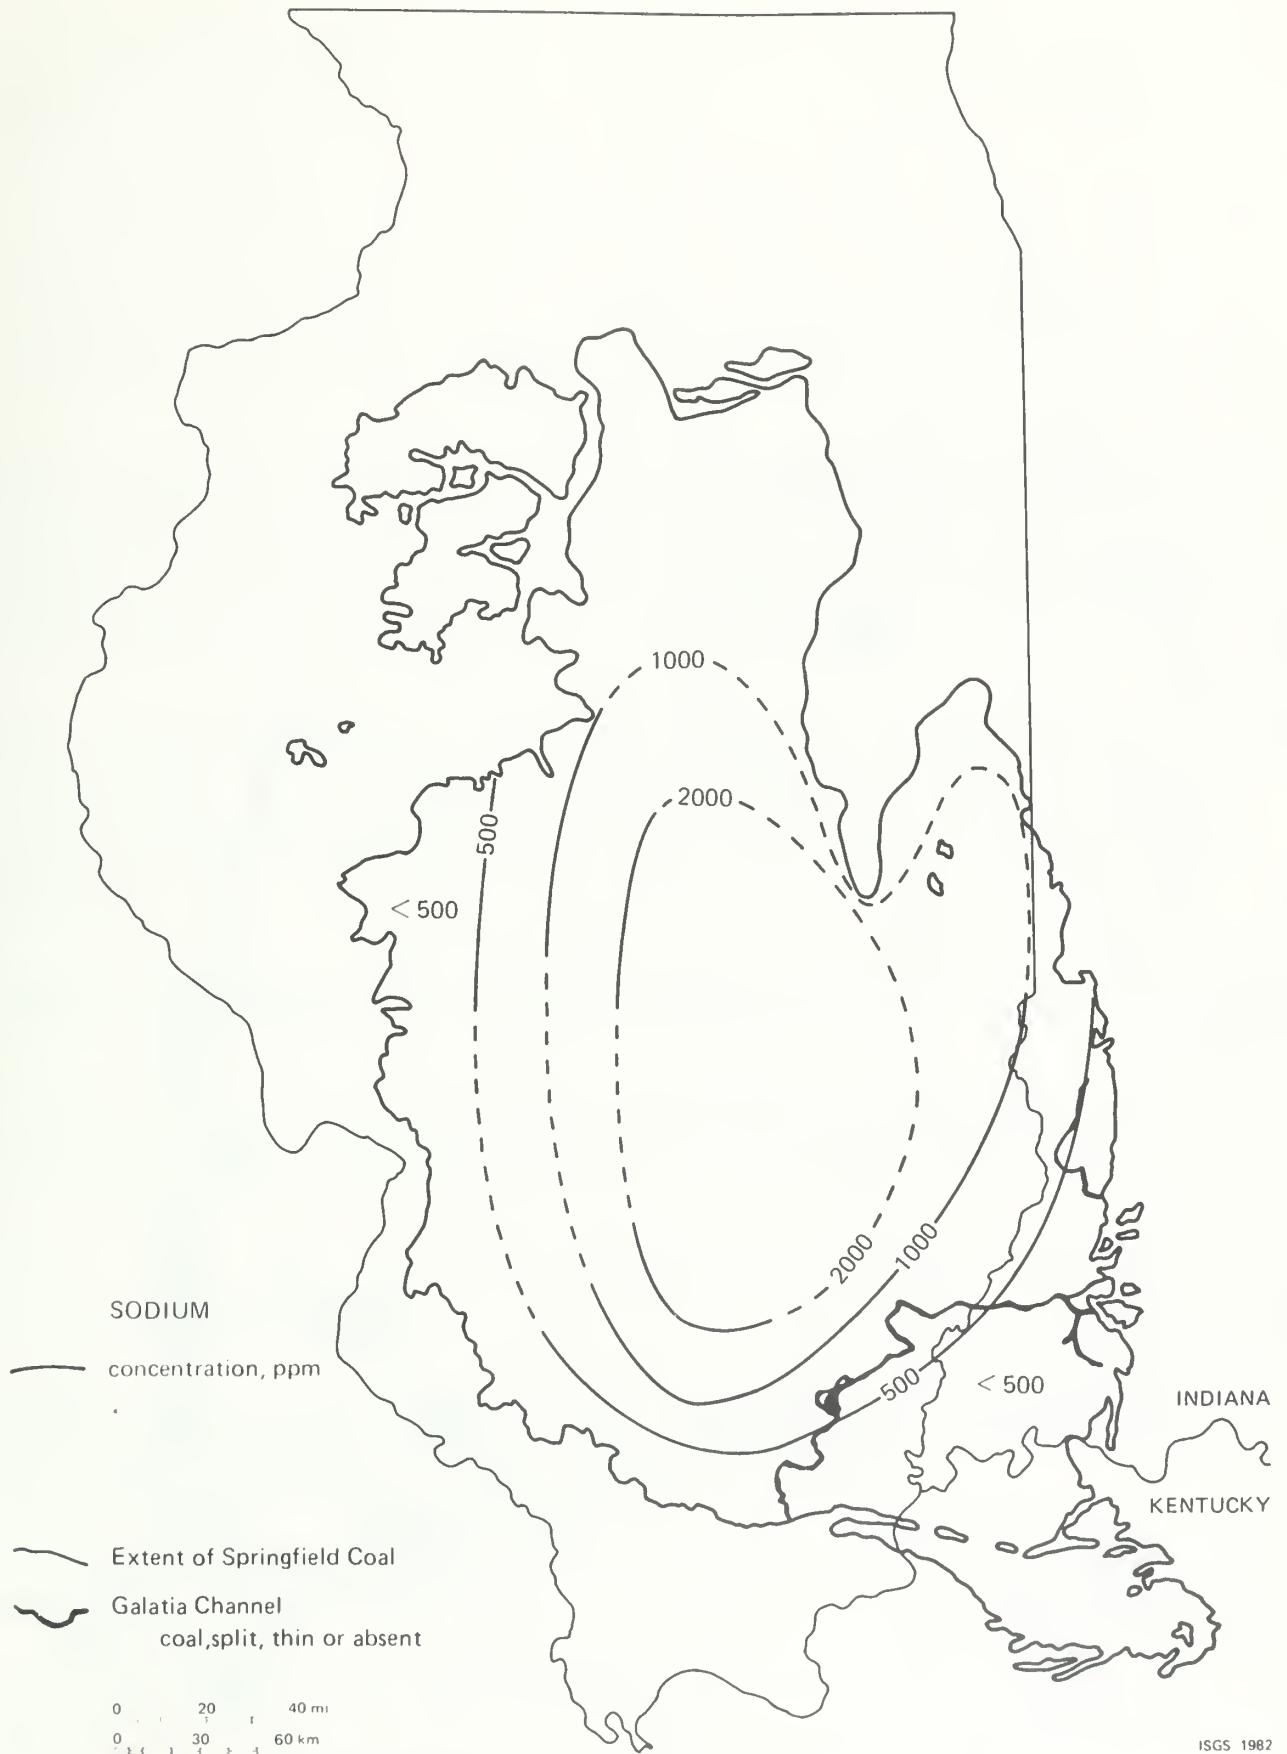 1000
2000
500
< 500
2000
1000
SODIUM
concentration, ppm
500
< 500
INDIANA
KENTUCKY
Extent of Springfield Coal
Galatia Channel
coal,split, thin or absent
0 20 40 mi
0 30 60 km
ISGS 1982